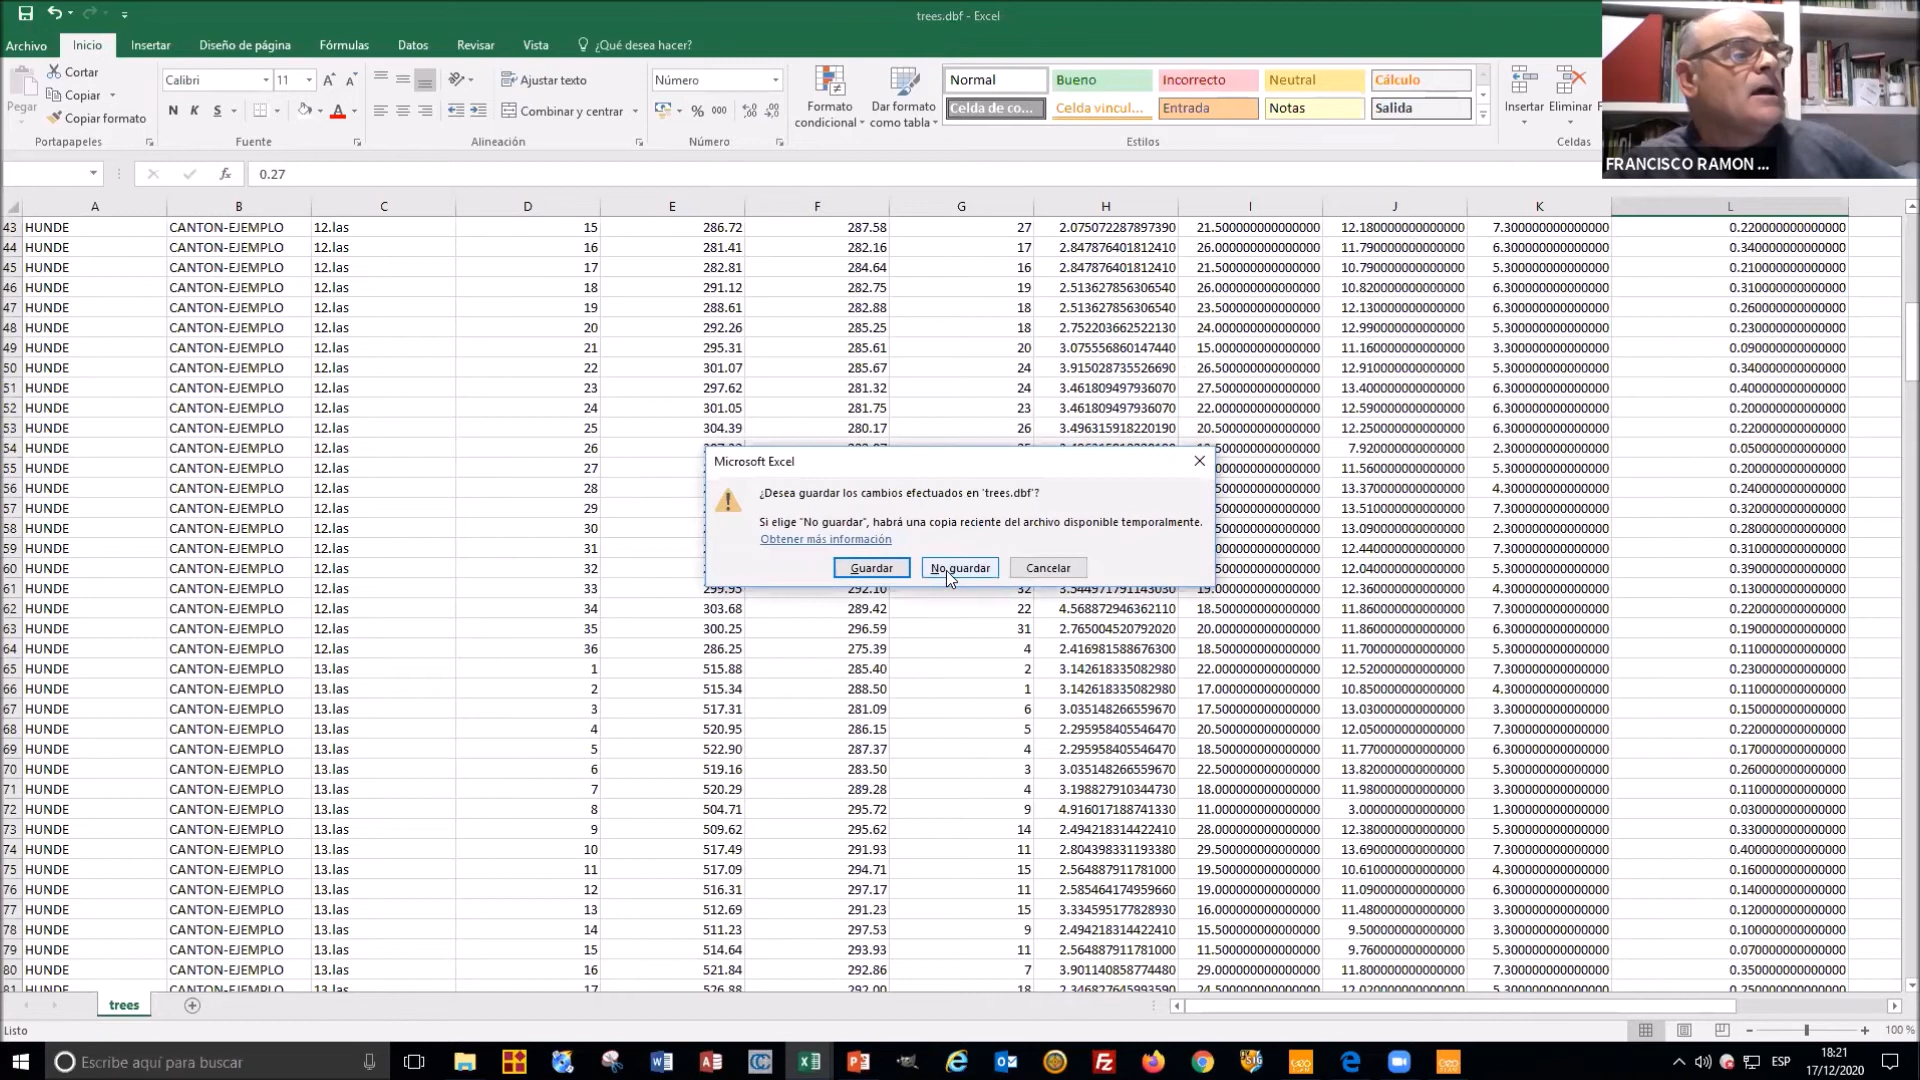 trees.dbf - Excel
Archivo Inicio Insertar Diseño de página Fórmulas Datos Revisar Vista ¿Qué desea hacer?
Pegar Cortar Copiar Copiar formato
Calibri 11
N K S
Ajustar texto
Combinar y centrar
Número
% 000
Formato condicional
Dar formato como tabla
Normal Bueno Incorrecto Neutral Cálculo
Celda de co... Celda vincul... Entrada Notas Salida
Insertar Eliminar
Portapapeles Fuente Alineación Número Estilos Celdas
FRANCISCO RAMON ...
fx 0.27
A B C D E F G H I J K L
43 HUNDE CANTON-EJEMPLO 12.las 15 286.72 287.58 27 2.075072287897390 21.500000000000000 12.180000000000000 7.300000000000000 0.220000000000000
44 HUNDE CANTON-EJEMPLO 12.las 16 281.41 282.16 17 2.847876401812410 26.000000000000000 11.790000000000000 6.300000000000000 0.340000000000000
45 HUNDE CANTON-EJEMPLO 12.las 17 282.81 284.64 16 2.847876401812410 21.500000000000000 10.790000000000000 5.300000000000000 0.210000000000000
46 HUNDE CANTON-EJEMPLO 12.las 18 291.12 282.75 19 2.513627856306540 26.000000000000000 10.820000000000000 6.300000000000000 0.310000000000000
47 HUNDE CANTON-EJEMPLO 12.las 19 288.61 282.88 18 2.513627856306540 23.500000000000000 12.130000000000000 6.300000000000000 0.260000000000000
48 HUNDE CANTON-EJEMPLO 12.las 20 292.26 285.25 18 2.752203662522130 24.000000000000000 12.990000000000000 5.300000000000000 0.230000000000000
49 HUNDE CANTON-EJEMPLO 12.las 21 295.31 285.61 20 3.075556860147440 15.000000000000000 11.160000000000000 3.300000000000000 0.090000000000000
50 HUNDE CANTON-EJEMPLO 12.las 22 301.07 285.67 24 3.915028735526690 26.500000000000000 12.910000000000000 6.300000000000000 0.340000000000000
51 HUNDE CANTON-EJEMPLO 12.las 23 297.62 281.32 24 3.461809497936070 27.500000000000000 13.400000000000000 6.300000000000000 0.400000000000000
52 HUNDE CANTON-EJEMPLO 12.las 24 301.05 281.75 23 3.461809497936070 22.000000000000000 12.590000000000000 6.300000000000000 0.200000000000000
53 HUNDE CANTON-EJEMPLO 12.las 25 304.39 280.17 26 3.496315918220190 20.500000000000000 12.250000000000000 6.300000000000000 0.220000000000000
54 HUNDE CANTON-EJEMPLO 12.las 26 7.920000000000000 2.300000000000000 0.050000000000000
55 HUNDE CANTON-EJEMPLO 12.las 27 11.560000000000000 5.300000000000000 0.200000000000000
56 HUNDE CANTON-EJEMPLO 12.las 28 13.370000000000000 4.300000000000000 0.240000000000000
57 HUNDE CANTON-EJEMPLO 12.las 29 13.510000000000000 7.300000000000000 0.320000000000000
58 HUNDE CANTON-EJEMPLO 12.las 30 13.090000000000000 2.300000000000000 0.280000000000000
59 HUNDE CANTON-EJEMPLO 12.las 31 12.440000000000000 7.300000000000000 0.310000000000000
60 HUNDE CANTON-EJEMPLO 12.las 32 12.040000000000000 5.300000000000000 0.390000000000000
61 HUNDE CANTON-EJEMPLO 12.las 33 299.95 292.10 32 3.544971791143030 19.000000000000000 12.360000000000000 4.300000000000000 0.130000000000000
62 HUNDE CANTON-EJEMPLO 12.las 34 303.68 289.42 22 4.568872946362110 18.500000000000000 11.860000000000000 7.300000000000000 0.220000000000000
63 HUNDE CANTON-EJEMPLO 12.las 35 300.25 296.59 31 2.765004520792020 20.000000000000000 11.860000000000000 6.300000000000000 0.190000000000000
64 HUNDE CANTON-EJEMPLO 12.las 36 286.25 275.39 4 2.416981588676300 18.500000000000000 11.700000000000000 5.300000000000000 0.110000000000000
65 HUNDE CANTON-EJEMPLO 13.las 1 515.88 285.40 2 3.142618335082980 22.000000000000000 12.520000000000000 7.300000000000000 0.230000000000000
66 HUNDE CANTON-EJEMPLO 13.las 2 515.34 288.50 1 3.142618335082980 17.000000000000000 10.850000000000000 4.300000000000000 0.110000000000000
67 HUNDE CANTON-EJEMPLO 13.las 3 517.31 281.09 6 3.035148266559670 17.500000000000000 13.030000000000000 3.300000000000000 0.150000000000000
68 HUNDE CANTON-EJEMPLO 13.las 4 520.95 286.15 5 2.295958405546470 20.500000000000000 12.050000000000000 7.300000000000000 0.220000000000000
69 HUNDE CANTON-EJEMPLO 13.las 5 522.90 287.37 4 2.295958405546470 18.500000000000000 11.770000000000000 6.300000000000000 0.170000000000000
70 HUNDE CANTON-EJEMPLO 13.las 6 519.16 283.50 3 3.035148266559670 22.500000000000000 13.820000000000000 5.300000000000000 0.260000000000000
71 HUNDE CANTON-EJEMPLO 13.las 7 520.29 289.28 4 3.198827910344730 18.000000000000000 11.980000000000000 3.300000000000000 0.110000000000000
72 HUNDE CANTON-EJEMPLO 13.las 8 504.71 295.72 9 4.916017188741330 11.000000000000000 3.000000000000000 1.300000000000000 0.030000000000000
73 HUNDE CANTON-EJEMPLO 13.las 9 509.62 295.62 14 2.494218314422410 28.000000000000000 12.380000000000000 5.300000000000000 0.330000000000000
74 HUNDE CANTON-EJEMPLO 13.las 10 517.49 291.93 11 2.804398331193380 29.500000000000000 13.690000000000000 4.300000000000000 0.400000000000000
75 HUNDE CANTON-EJEMPLO 13.las 11 517.09 294.71 15 2.564887911781000 19.500000000000000 10.610000000000000 4.300000000000000 0.160000000000000
76 HUNDE CANTON-EJEMPLO 13.las 12 516.31 297.17 11 2.585464174959660 19.000000000000000 11.090000000000000 6.300000000000000 0.140000000000000
77 HUNDE CANTON-EJEMPLO 13.las 13 512.69 291.23 15 3.334595177828930 16.000000000000000 11.480000000000000 3.300000000000000 0.120000000000000
78 HUNDE CANTON-EJEMPLO 13.las 14 511.23 297.53 9 2.494218314422410 15.500000000000000 9.500000000000000 3.300000000000000 0.100000000000000
79 HUNDE CANTON-EJEMPLO 13.las 15 514.64 293.93 11 2.564887911781000 11.500000000000000 9.760000000000000 5.300000000000000 0.070000000000000
80 HUNDE CANTON-EJEMPLO 13.las 16 521.84 292.86 7 3.901140858774480 29.000000000000000 11.800000000000000 7.300000000000000 0.350000000000000
81 HUNDE CANTON-EJEMPLO 13.las 17 526.88 292.00 18 2.346827645993590 24.500000000000000 12.020000000000000 5.300000000000000 0.250000000000000
Microsoft Excel
¿Desea guardar los cambios efectuados en 'trees.dbf'?
Si elige "No guardar", habrá una copia reciente del archivo disponible temporalmente.
Obtener más información
Guardar No guardar Cancelar
trees
Listo 100 %
Escribe aquí para buscar
ESP 18:21
17/12/2020